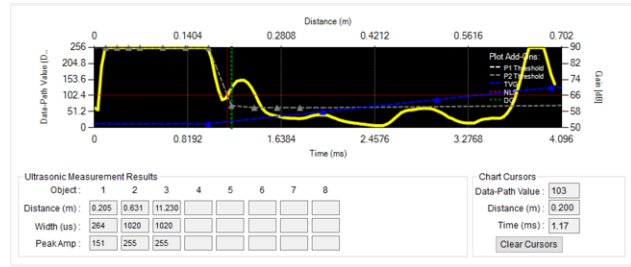 Distance (m)
0 0.1404 0.2808 0.4212 0.5616 0.702
256 204.8 153.6 102.4 51.2 0
Data-Path Value [D...
90 82 74 66 58 50
Gain [dB]
Plot Add-Ons:
P1 Threshold
P2 Threshold
TVG
NLS
DG
0 0.8192 1.6384 2.4576 3.2768 4.096
Time (ms)
Ultrasonic Measurement Results
Object : 1 2 3 4 5 6 7 8
Distance (m) : 0.205 0.631 11.230
Width (us) : 264 1020 1020
Peak Amp : 151 255 255
Chart Cursors
Data-Path Value : 103
Distance (m) : 0.200
Time (ms) : 1.17
Clear Cursors